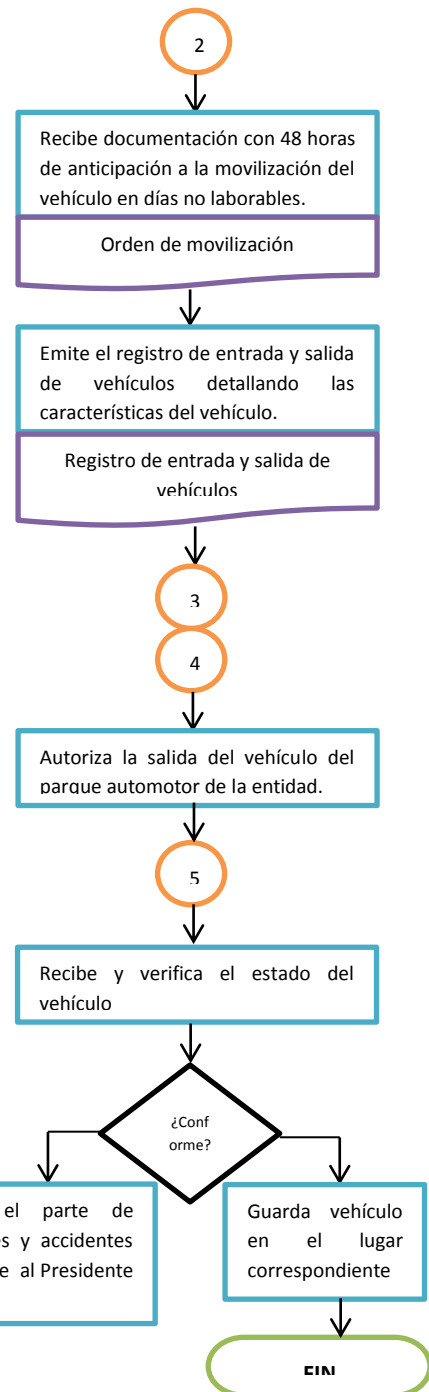 2
Recibe documentación con 48 horas
de anticipación a la movilización del
vehículo en días no laborables.
Orden de movilización
Emite el registro de entrada y salida
de vehículos detallando las
características del vehículo.
Registro de entrada y salida de
vehículos
3
4
Autoriza la salida del vehículo del
parque automotor de la entidad.
5
Recibe y verifica el estado del
vehículo
¿Conf
orme?
el parte de
es y accidentes
e al Presidente
Guarda vehículo
en el lugar
correspondiente
FIN